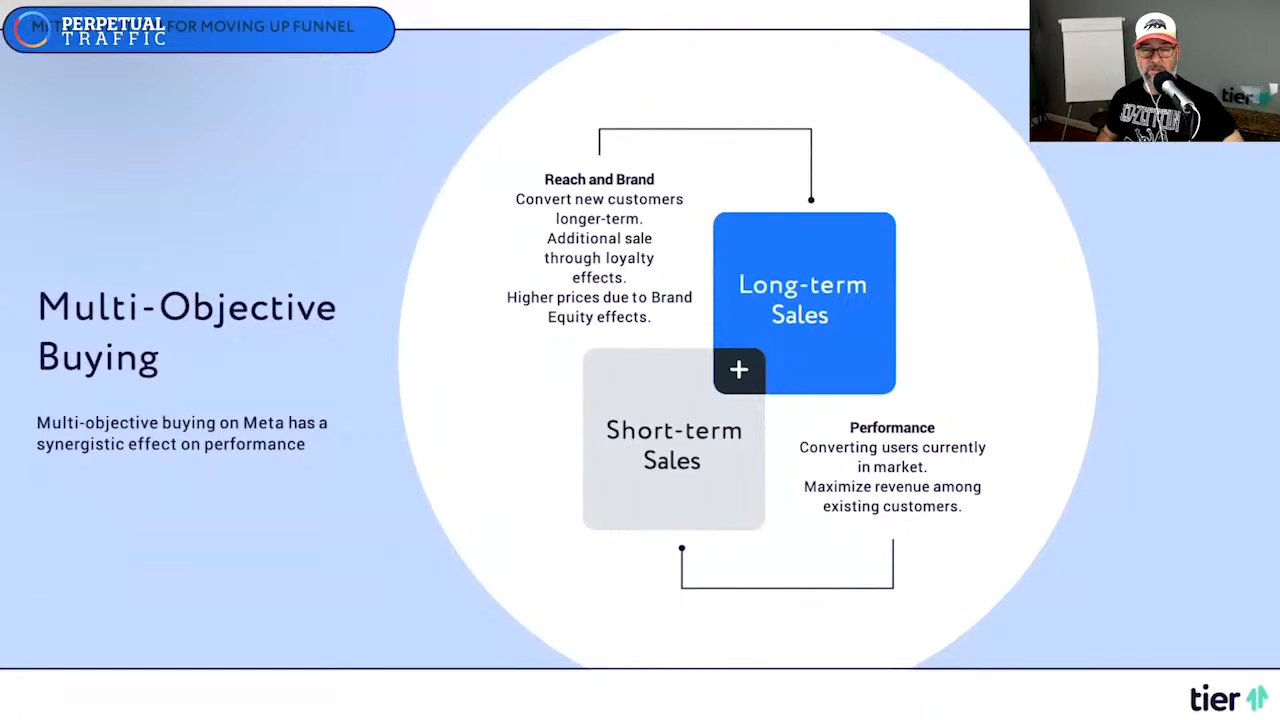 FOR MOVING UP FUNNEL
PERPETUAL
TRAFFIC
Multi-Objective
Buying
Multi-objective buying on Meta has a
synergistic effect on performance
Reach and Brand
Convert new customers
longer-term.
Additional sale
through loyalty
effects.
Higher prices due to Brand
Equity effects.
Long-term
Sales
+
Short-term
Sales
Performance
Converting users currently
in market.
Maximize revenue among
existing customers.
tier
LED-ZEPPELIN
tier